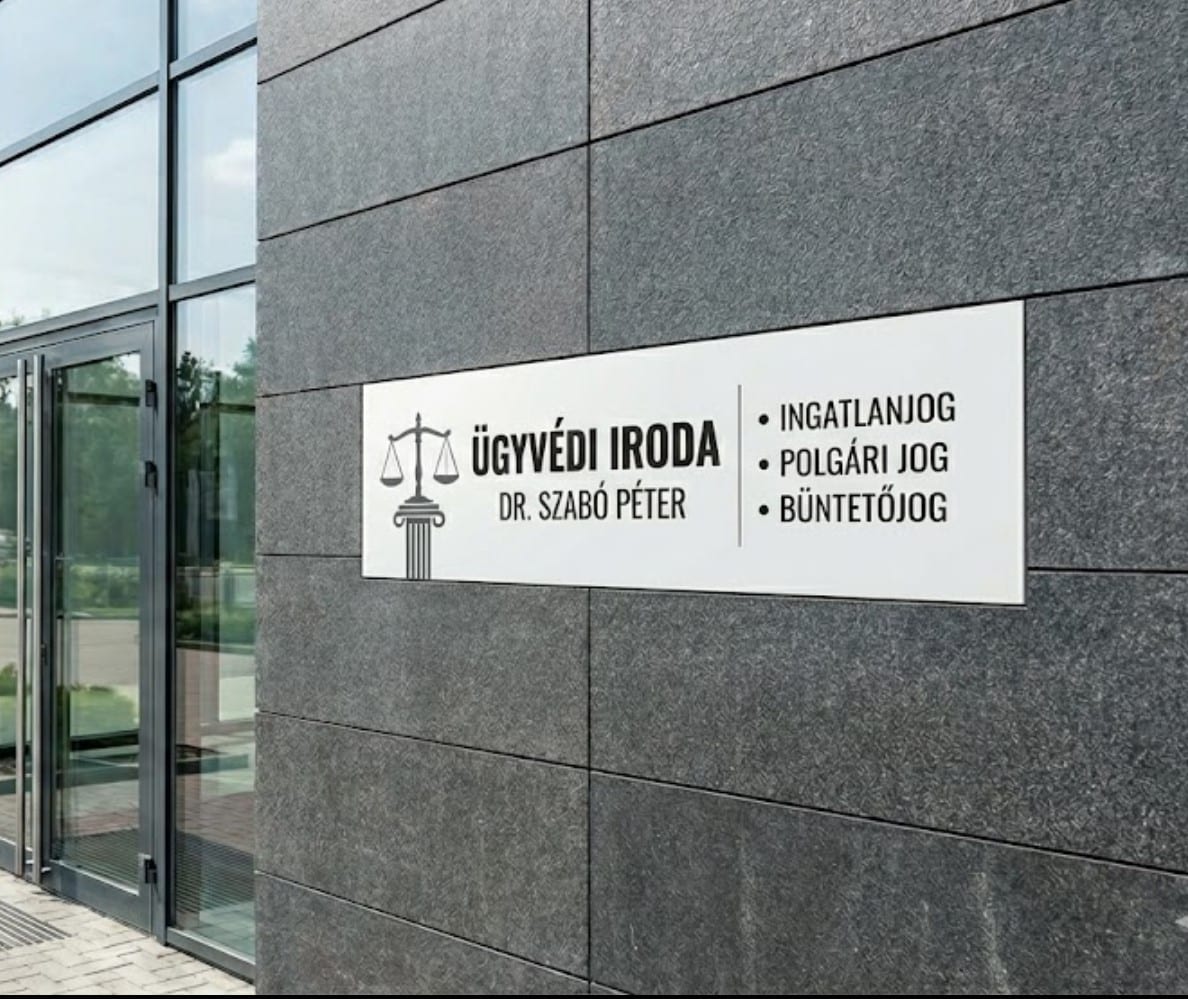 ÜGYVÉDI IRODA
DR. SZABÓ PÉTER
• INGATLANJOG
• POLGÁRI JOG
• BÜNTETŐJOG